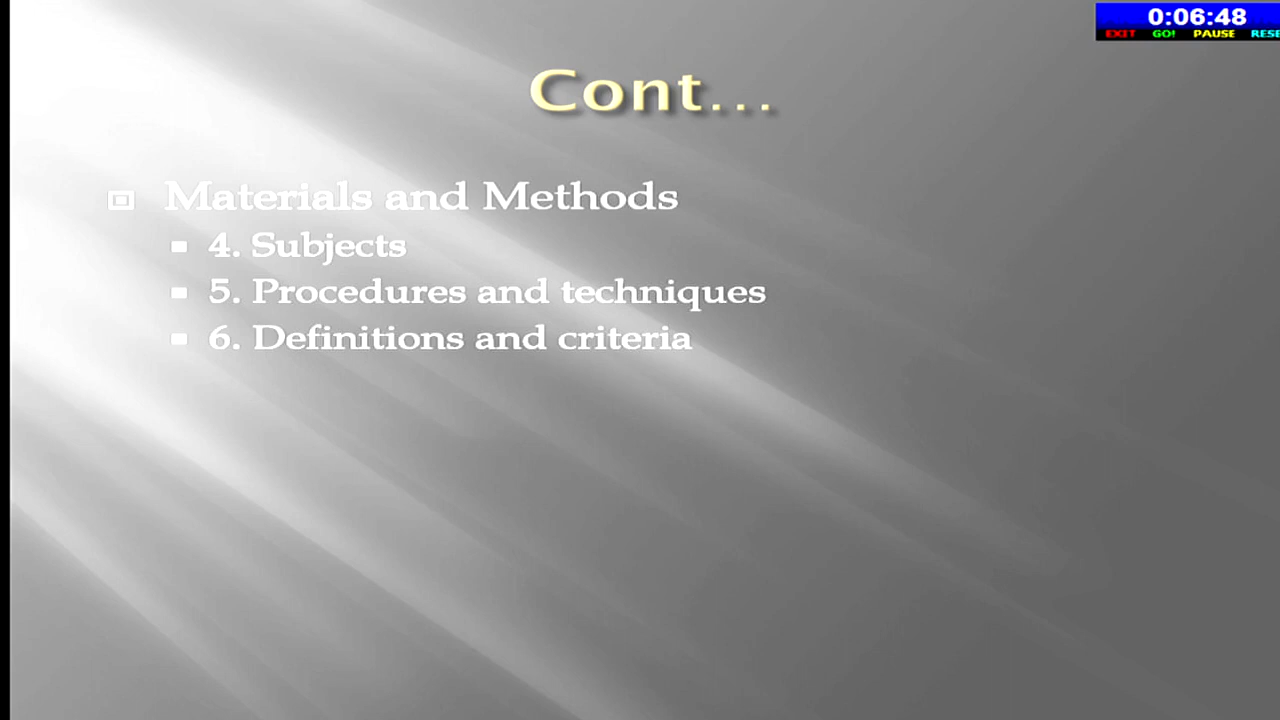 0:06:48
EXIT GO! PAUSE RESE
Cont...
Materials and Methods
4. Subjects
5. Procedures and techniques
6. Definitions and criteria